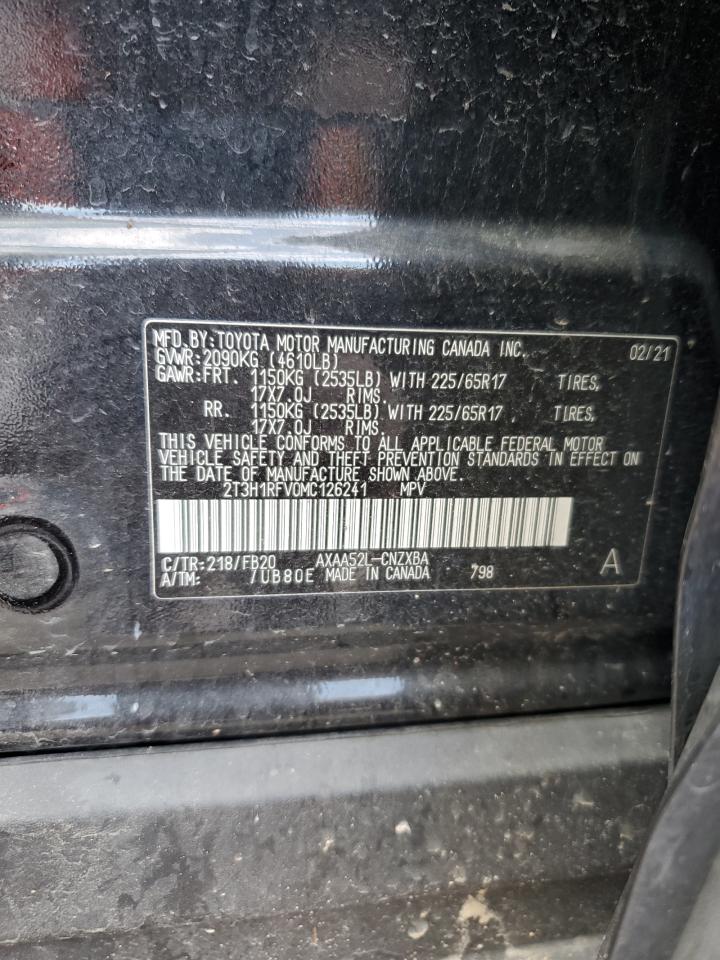 MFD.BY:TOYOTA MOTOR MANUFACTURING CANADA INC. 02/21
GVWR:2090KG (4610LB)
GAWR:FRT. 1150KG (2535LB) WITH 225/65R17 TIRES,
17X7.0J RIMS.
RR. 1150KG (2535LB) WITH 225/65R17 TIRES,
17X7.0J RIMS.
THIS VEHICLE CONFORMS TO ALL APPLICABLE FEDERAL MOTOR
VEHICLE SAFETY AND THEFT PREVENTION STANDARDS IN EFFECT ON
THE DATE OF MANUFACTURE SHOWN ABOVE.
2T3H1RFV0MC126241 MPV
C/TR:218/FB20 AXAA52L-CNZXBA A
A/TM: /UB80E MADE IN CANADA 798